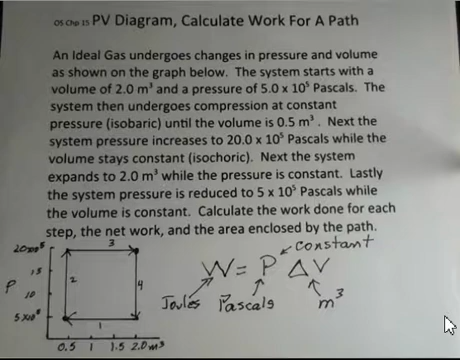 OS Chp 15 PV Diagram, Calculate Work For A Path
An Ideal Gas undergoes changes in pressure and volume
as shown on the graph below. The system starts with a
volume of 2.0 m³ and a pressure of 5.0 x 10⁵ Pascals. The
system then undergoes compression at constant
pressure (isobaric) until the volume is 0.5 m³ . Next the
system pressure increases to 20.0 x 10⁵ Pascals while the
volume stays constant (isochoric). Next the system
expands to 2.0 m³ while the pressure is constant. Lastly
the system pressure is reduced to 5 x 10⁵ Pascals while
the volume is constant. Calculate the work done for each
step, the net work, and the area enclosed by the path.
constant
20x10⁵ 3
W = P ΔV
15
P 2 4
10
Joules Pascals m³
5x10⁵
1
0.5 1 1.5 2.0 m³